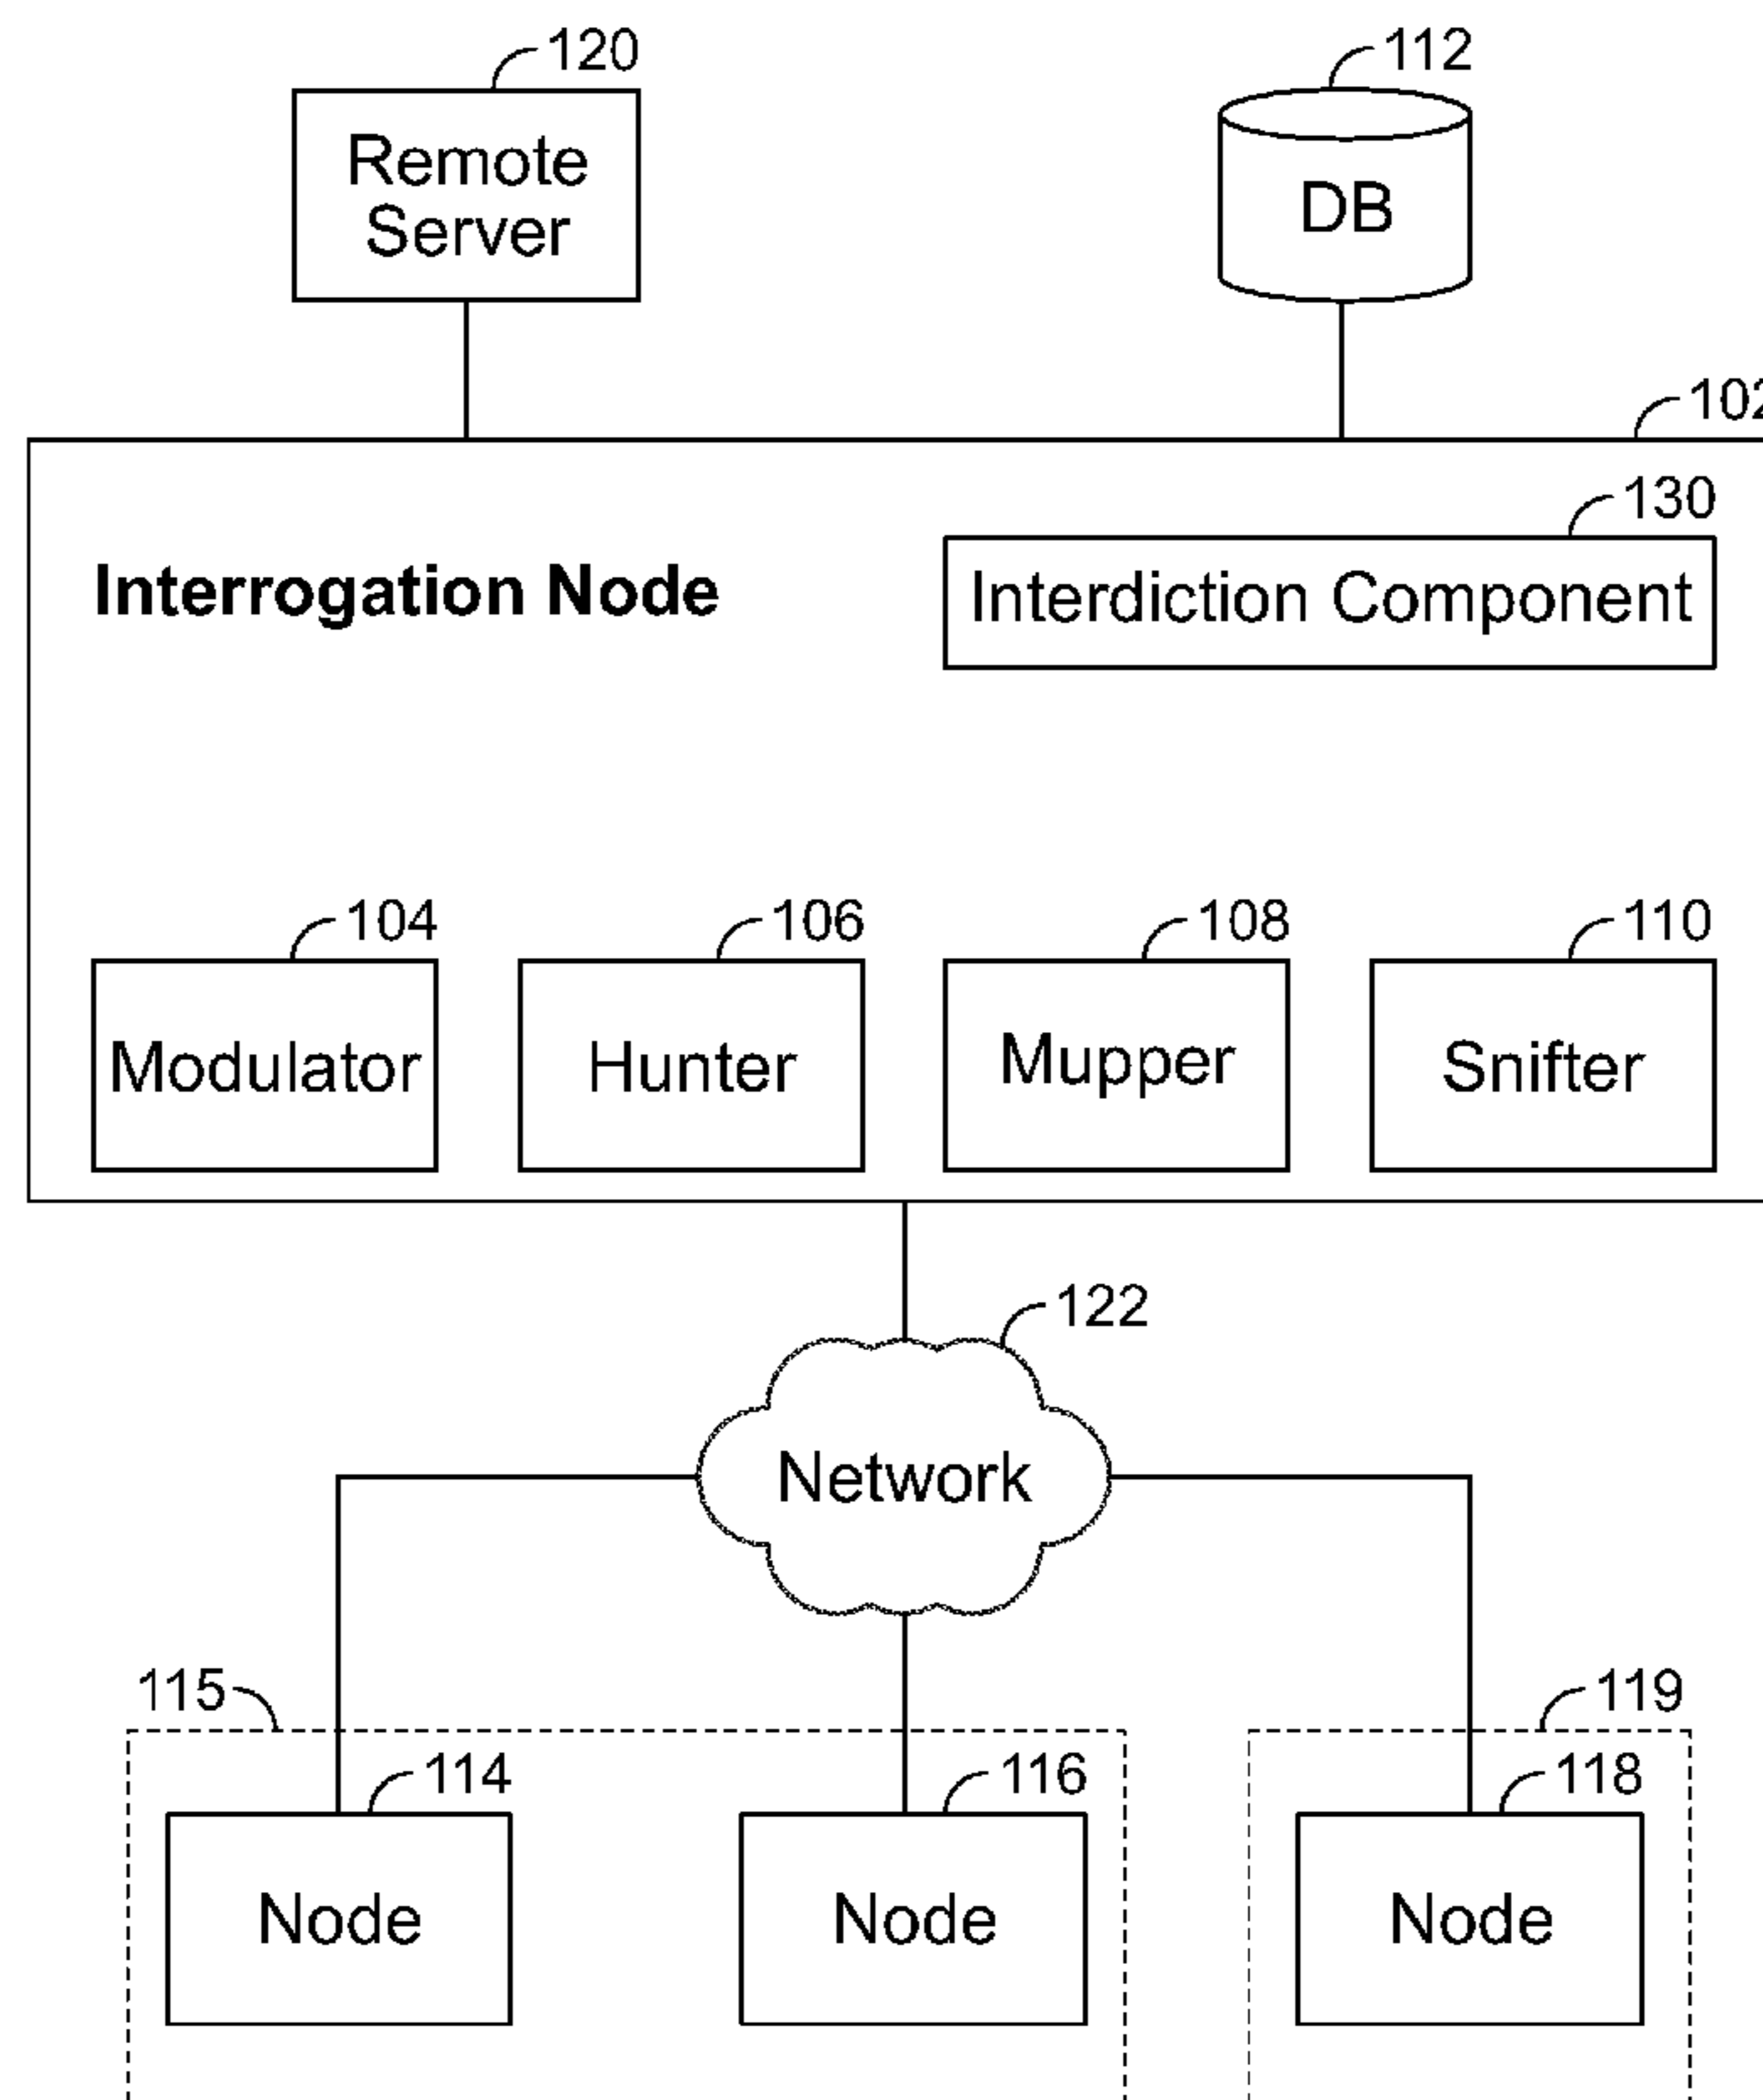 120
112
Remote
Server
DB
102
130
Interrogation Node
Interdiction Component
104
106
108
110
Modulator
Hunter
Mupper
Snifter
122
Network
115
119
114
116
118
Node
Node
Node